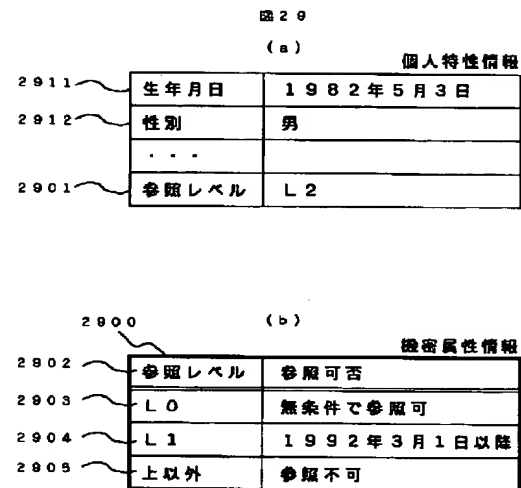 図29
(a)
個人特性情報
2911 生年月日 1982年5月3日
2912 性別 男
・・・
2901 参照レベル L2
2900 (b)
機密属性情報
2902 参照レベル 参照可否
2903 L0 無条件で参照可
2904 L1 1992年3月1日以降
2905 上以外 参照不可